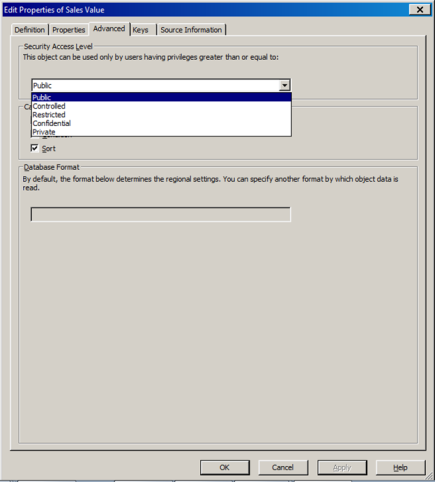 Edit Properties of Sales Value
Definition Properties Advanced Keys Source Information
Security Access Level
This object can be used only by users having privileges greater than or equal to:
Public
Public
Controlled
Restricted
Confidential
Private
Sort
Database Format
By default, the format below determines the regional settings. You can specify another format by which object data is
read.
OK Cancel Apply Help